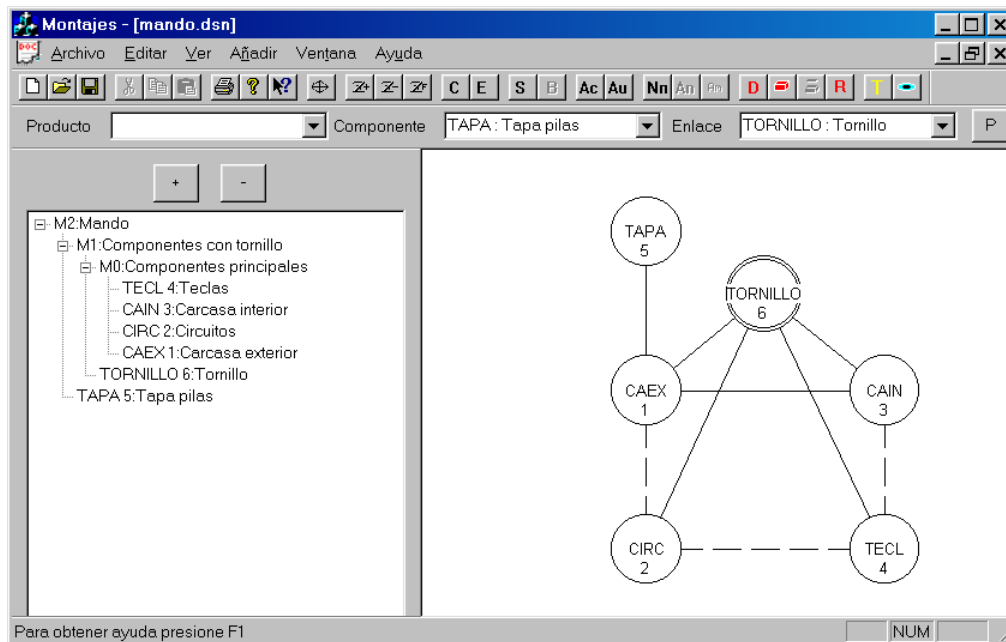 Montajes - [mando.dsn]
DOC Archivo Editar Ver Añadir Ventana Ayuda
Z+ Z- ZF C E S B Ac Au Nn An Am D R T
Producto Componente TAPA : Tapa pilas Enlace TORNILLO : Tornillo P
+ -
M2:Mando
M1:Componentes con tornillo
M0:Componentes principales
TECL 4:Teclas
CAIN 3:Carcasa interior
CIRC 2:Circuitos
CAEX 1:Carcasa exterior
TORNILLO 6:Tornillo
TAPA 5:Tapa pilas
TAPA
5
TORNILLO
6
CAEX
1
CAIN
3
CIRC
2
TECL
4
Para obtener ayuda presione F1 NUM